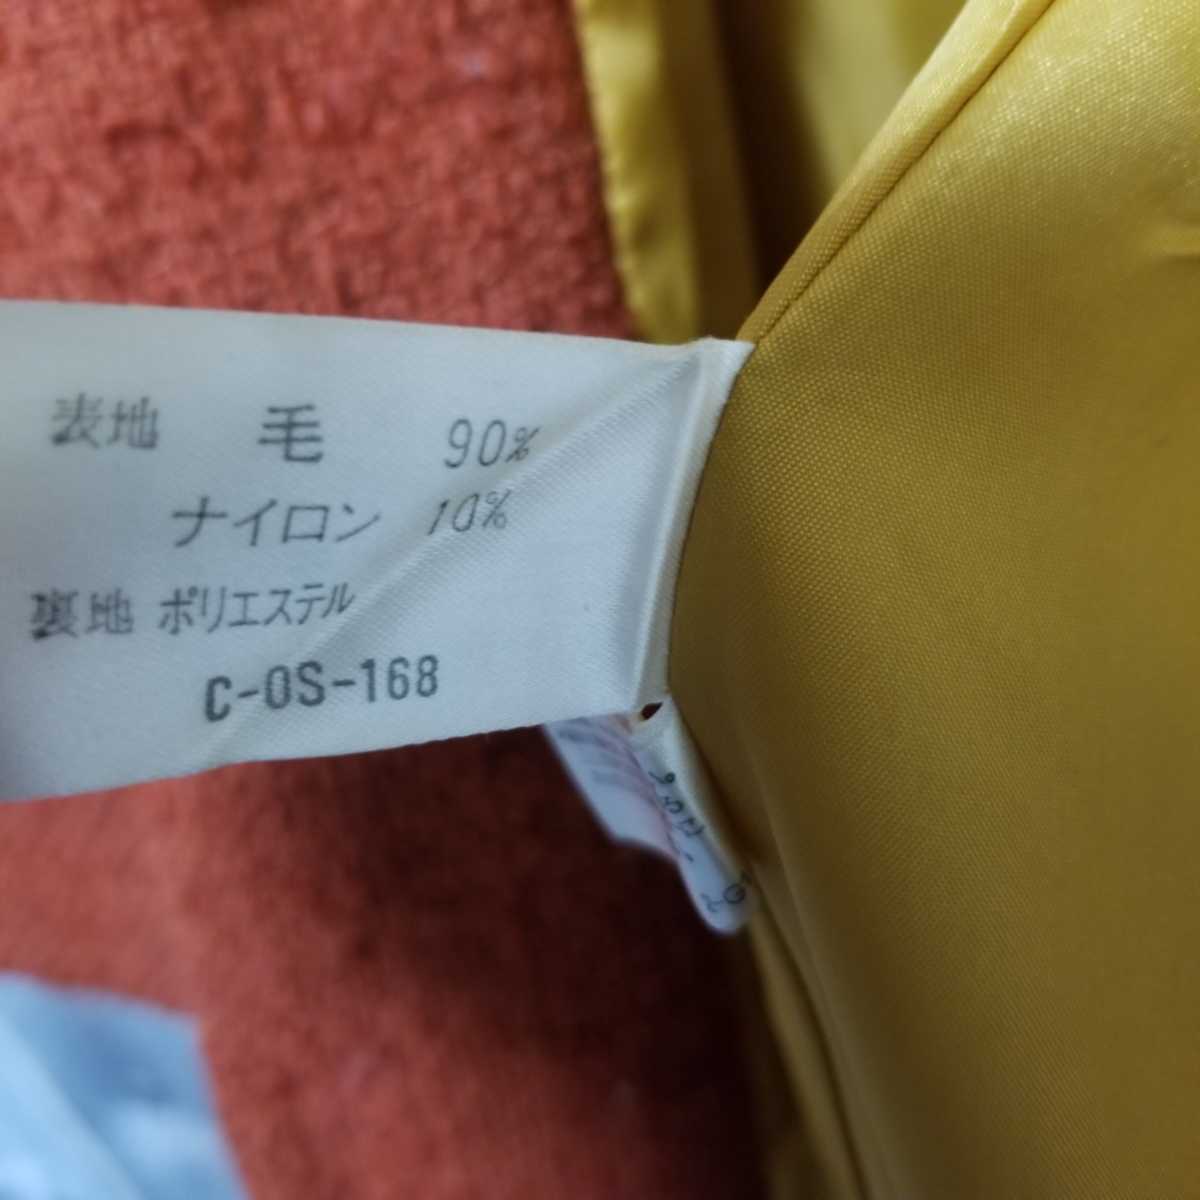 表地 毛 90%
ナイロン 10%
裏地 ポリエステル
C-OS-168